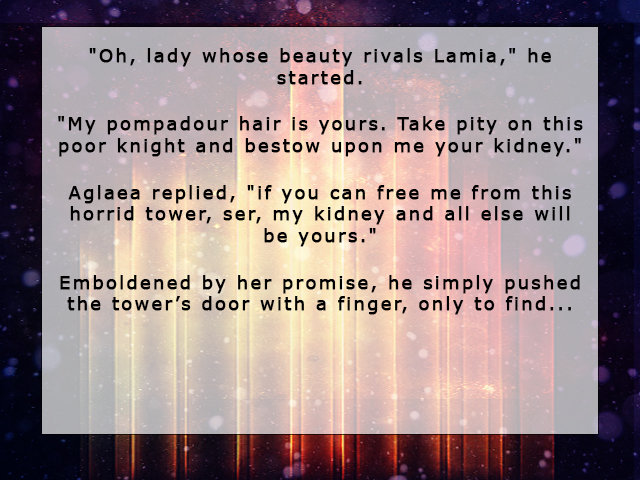 "Oh, lady whose beauty rivals Lamia," he
started.
"My pompadour hair is yours. Take pity on this
poor knight and bestow upon me your kidney."
Aglaea replied, "if you can free me from this
horrid tower, ser, my kidney and all else will
be yours."
Emboldened by her promise, he simply pushed
the tower’s door with a finger, only to find...